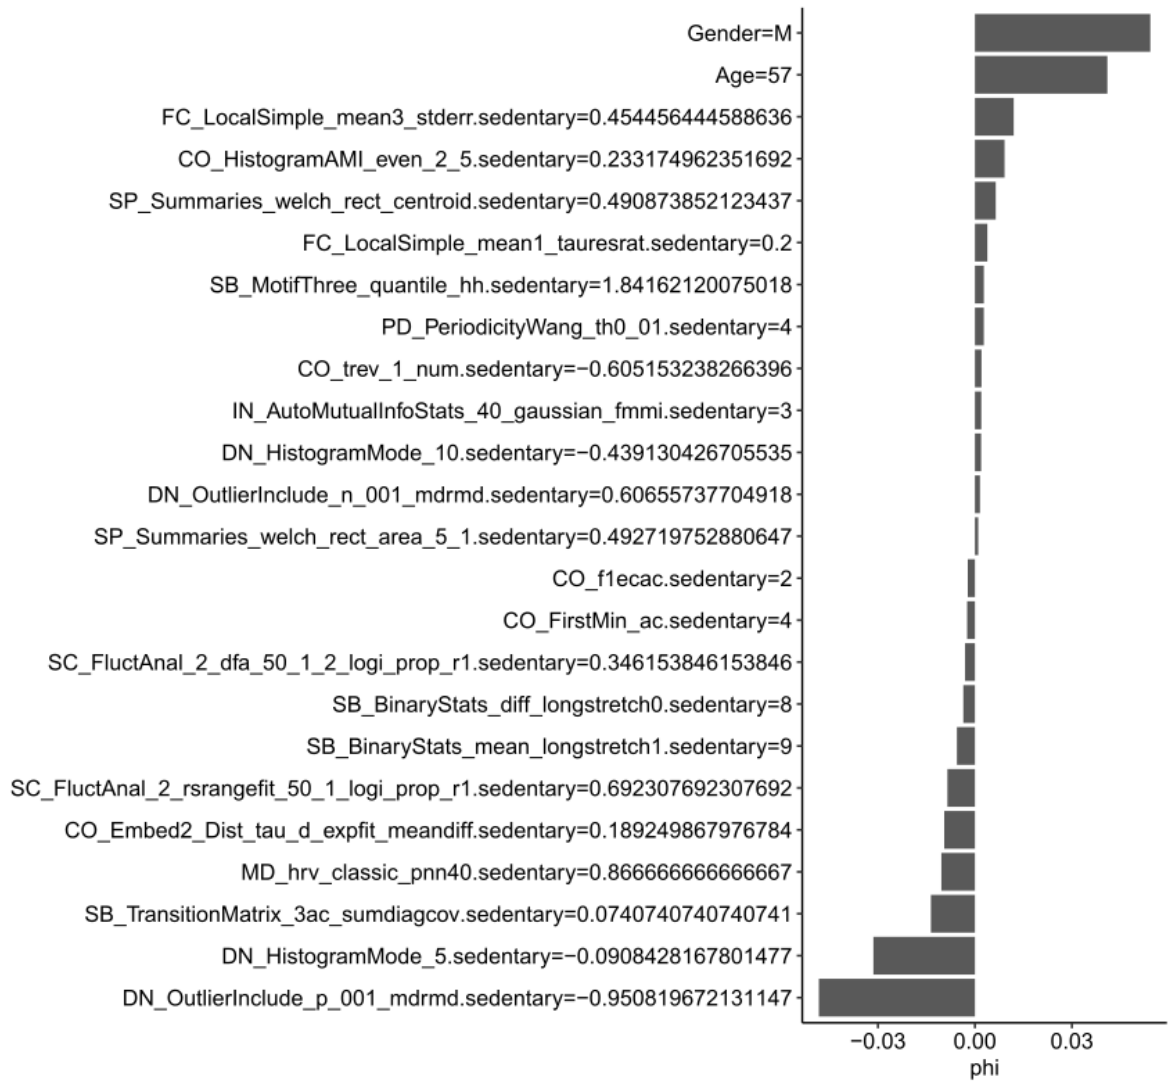 Gender=M
Age=57
FC_LocalSimple_mean3_stderr.sedentary=0.454456444588636
CO_HistogramAMI_even_2_5.sedentary=0.233174962351692
SP_Summaries_welch_rect_centroid.sedentary=0.490873852123437
FC_LocalSimple_mean1_tauresrat.sedentary=0.2
SB_MotifThree_quantile_hh.sedentary=1.84162120075018
PD_PeriodicityWang_th0_01.sedentary=4
CO_trev_1_num.sedentary=−0.605153238266396
IN_AutoMutualInfoStats_40_gaussian_fmmi.sedentary=3
DN_HistogramMode_10.sedentary=−0.439130426705535
DN_OutlierInclude_n_001_mdrmd.sedentary=0.60655737704918
SP_Summaries_welch_rect_area_5_1.sedentary=0.492719752880647
CO_f1ecac.sedentary=2
CO_FirstMin_ac.sedentary=4
SC_FluctAnal_2_dfa_50_1_2_logi_prop_r1.sedentary=0.346153846153846
SB_BinaryStats_diff_longstretch0.sedentary=8
SB_BinaryStats_mean_longstretch1.sedentary=9
SC_FluctAnal_2_rsrangefit_50_1_logi_prop_r1.sedentary=0.692307692307692
CO_Embed2_Dist_tau_d_expfit_meandiff.sedentary=0.189249867976784
MD_hrv_classic_pnn40.sedentary=0.866666666666667
SB_TransitionMatrix_3ac_sumdiagcov.sedentary=0.0740740740740741
DN_HistogramMode_5.sedentary=−0.0908428167801477
DN_OutlierInclude_p_001_mdrmd.sedentary=−0.950819672131147
−0.03 0.00 0.03
phi